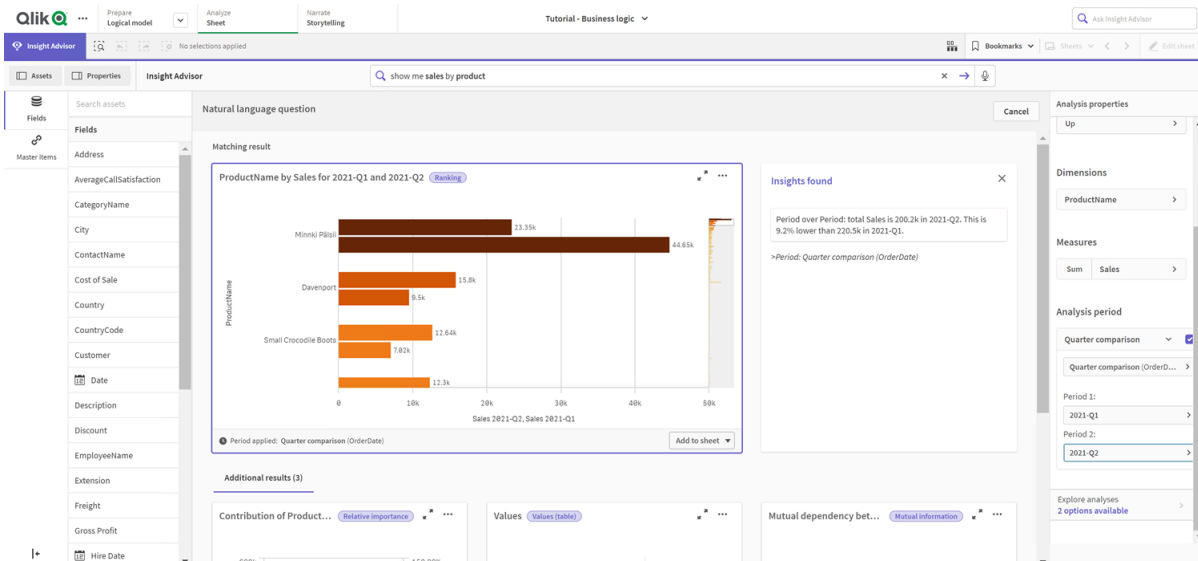 Qlik
Prepare
Logical model
Analyze
Sheet
Narrate
Storytelling
Tutorial - Business logic
Ask Insight Advisor
Insight Advisor
No selections applied
Bookmarks
Sheets
Edit sheet
Assets
Properties
Insight Advisor
show me sales by product
Fields
Master items
Search assets
Fields
Address
AverageCallSatisfaction
CategoryName
City
ContactName
Cost of Sale
Country
CountryCode
Customer
Date
Description
Discount
EmployeeName
Extension
Freight
Gross Profit
Hire Date
Natural language question
Cancel
Matching result
ProductName by Sales for 2021-Q1 and 2021-Q2
Ranking
ProductName
Minnki Pälsii
23.35k
44.65k
Davenport
15.8k
9.5k
Small Crocodile Boots
12.64k
7.02k
12.3k
0
10k
20k
30k
40k
50k
Sales 2021-Q2, Sales 2021-Q1
Period applied: Quarter comparison (OrderDate)
Add to sheet
Insights found
Period over Period: total Sales is 200.2k in 2021-Q2. This is
9.2% lower than 220.5k in 2021-Q1.
>Period: Quarter comparison (OrderDate)
Additional results (3)
Contribution of Product...
Relative importance
Values
Values (table)
Mutual dependency bet...
Mutual information
Analysis properties
Up
Dimensions
ProductName
Measures
Sum
Sales
Analysis period
Quarter comparison
Quarter comparison (OrderD...
Period 1:
2021-Q1
Period 2:
2021-Q2
Explore analyses
2 options available